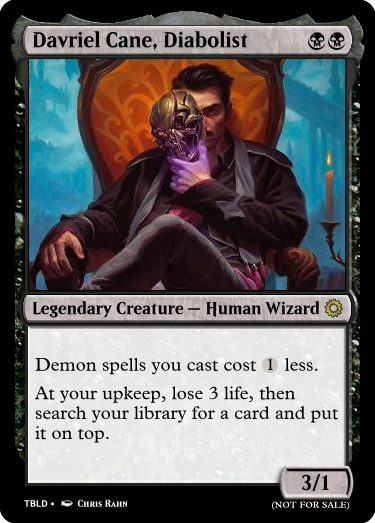 Davriel Cane, Diabolist
Legendary Creature — Human Wizard
Demon spells you cast cost 1 less.
At your upkeep, lose 3 life, then
search your library for a card and put
it on top.
3/1
TBLD • Chris Rahn
(NOT FOR SALE)